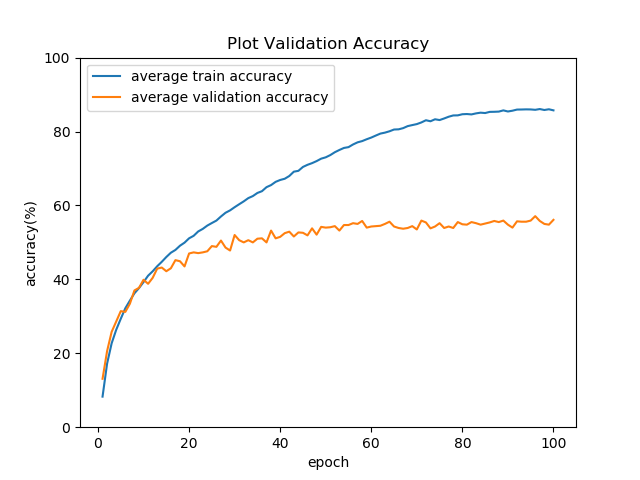 Plot Validation Accuracy
100
80
60
40
20
0
accuracy(%)
average train accuracy
average validation accuracy
0 20 40 60 80 100
epoch